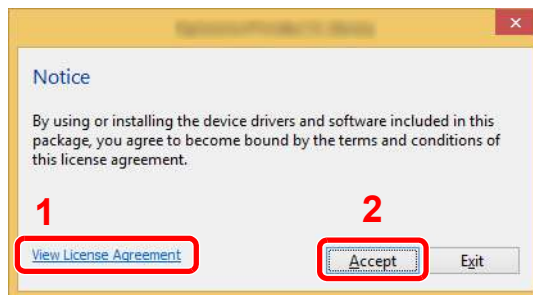 Notice
By using or installing the device drivers and software included in this
package, you agree to become bound by the terms and conditions of
this license agreement.
1
2
View License Agreement
Accept
Exit